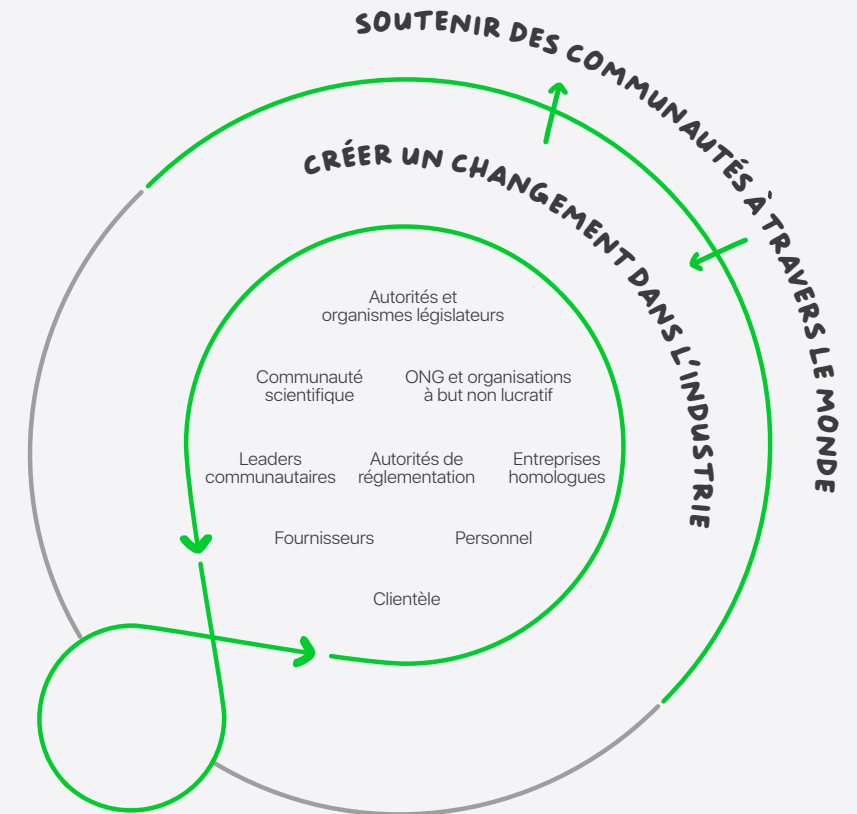 SOUTENIR DES COMMUNAUTÉS À TRAVERS LE MONDE
CRÉER UN CHANGEMENT DANS L'INDUSTRIE
Autorités et
organismes législateurs
Communauté
scientifique
ONG et organisations
à but non lucratif
Leaders
communautaires
Autorités de
réglementation
Entreprises
homologues
Fournisseurs
Personnel
Clientèle